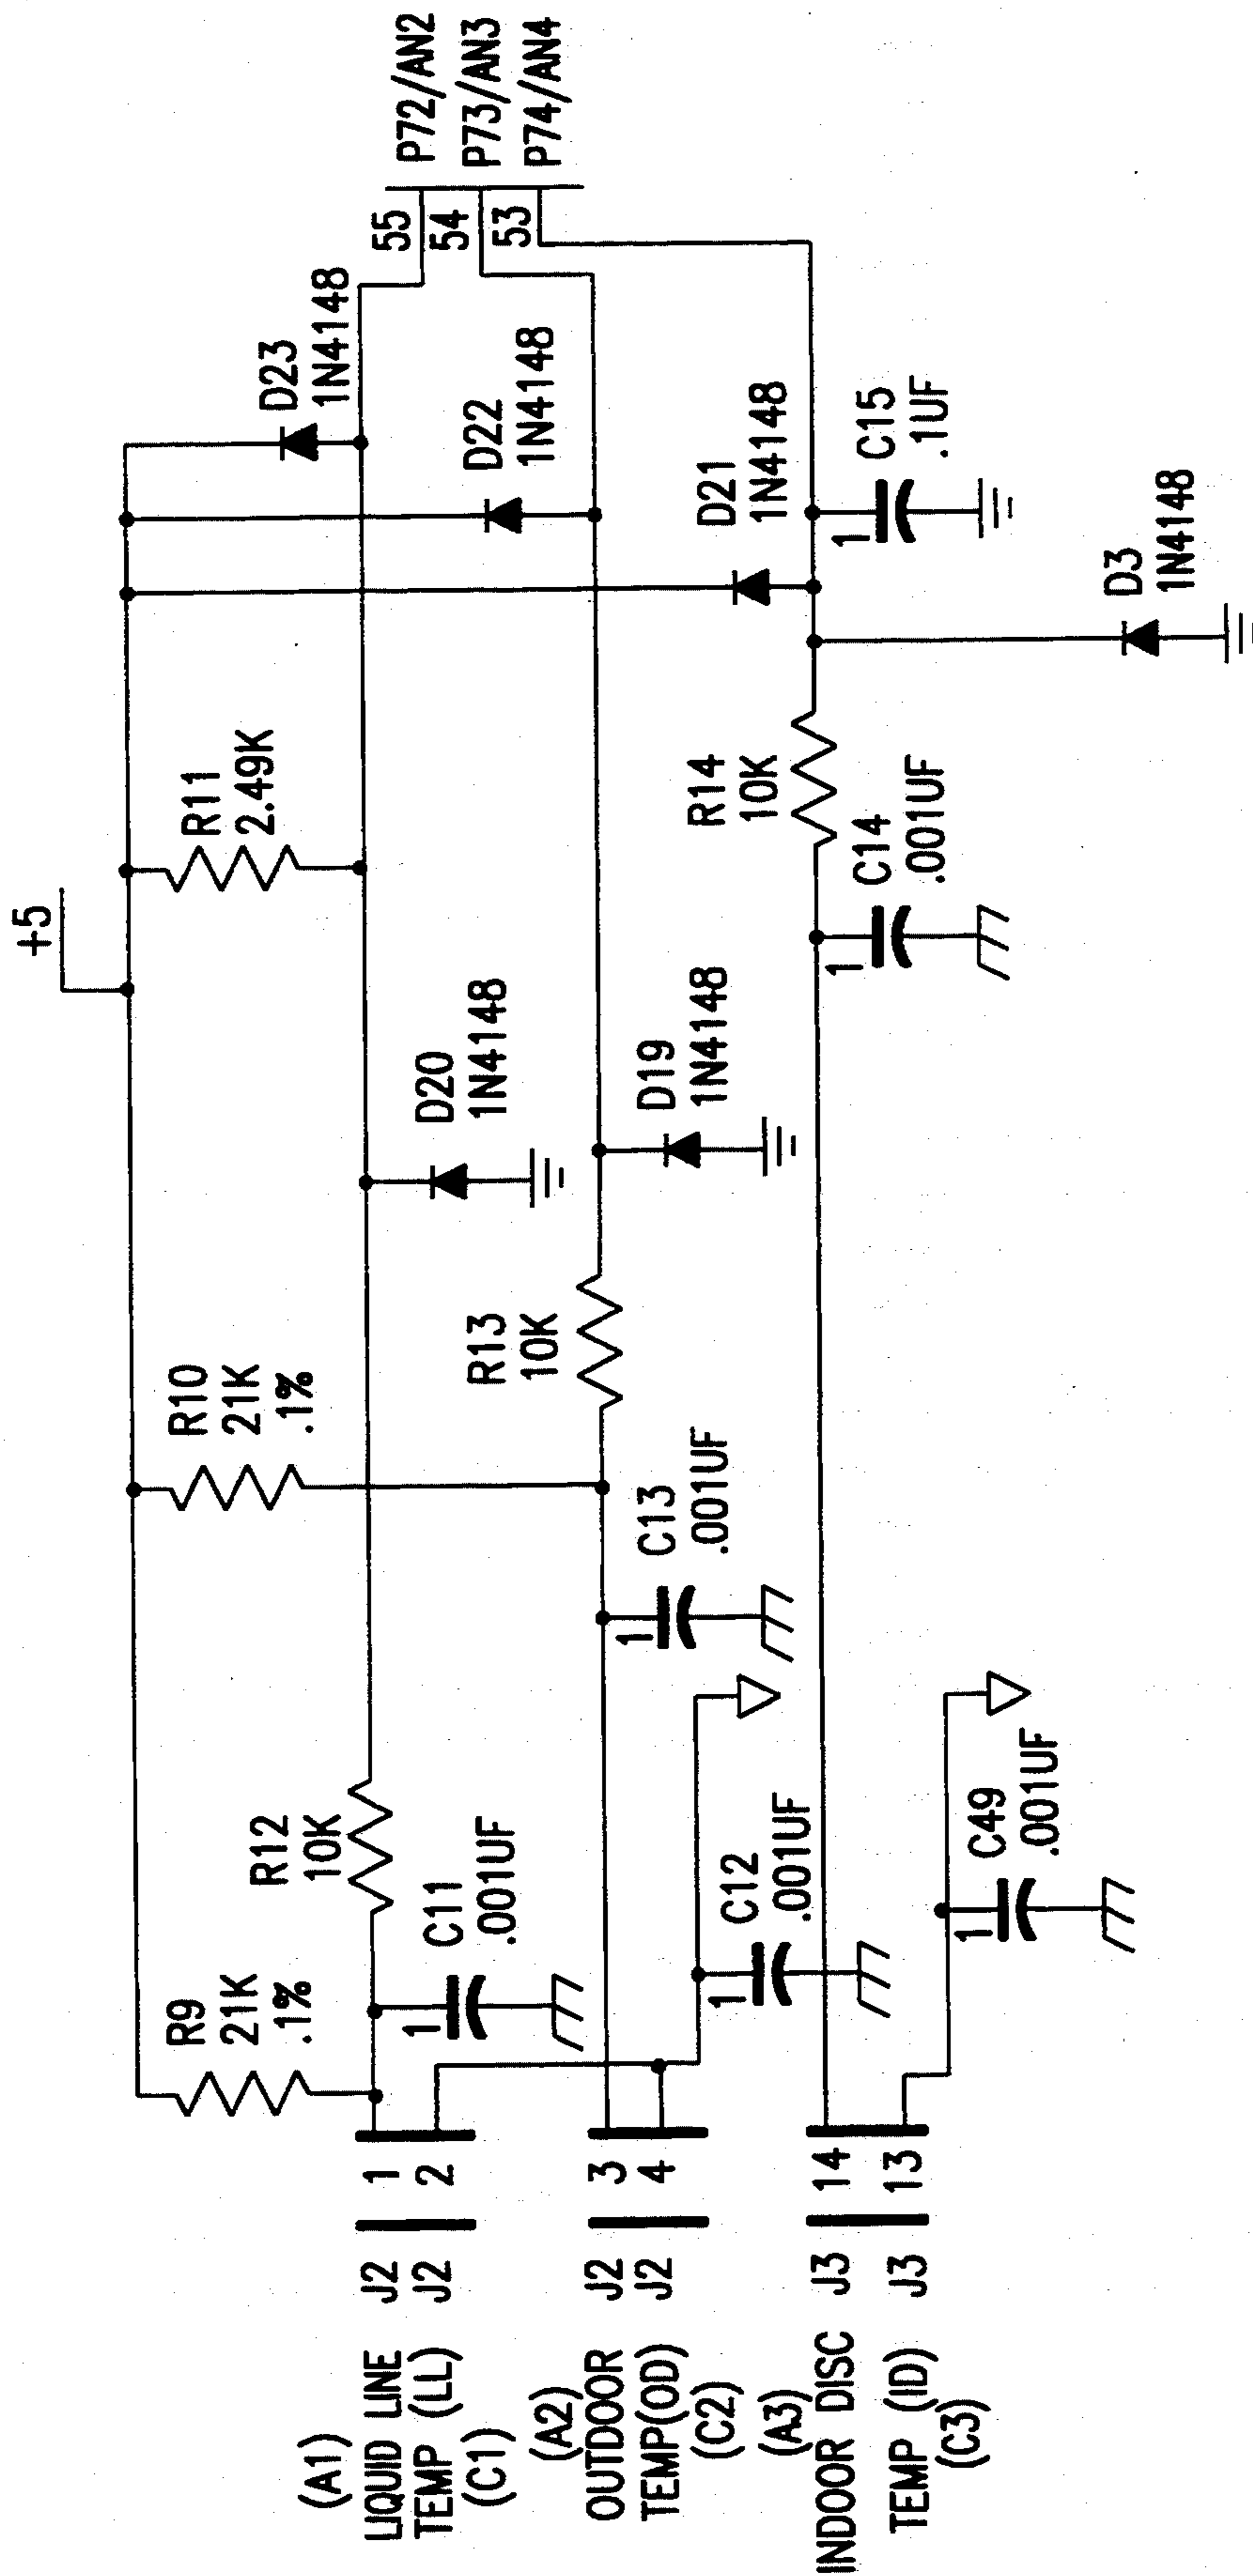 +5
R9
21K
.1%
R10
21K
.1%
R11
2.49K
D23
1N4148
P72/AN2
P73/AN3
P74/AN4
55
54
53
(A1)
LIQUID LINE
TEMP (LL)
(C1)
J2
J2
1
2
R12
10K
C11
.001UF
1
D20
1N4148
D22
1N4148
(A2)
OUTDOOR
TEMP(OD)
(C2)
J2
J2
3
4
C12
.001UF
1
C13
.001UF
1
R13
10K
D19
1N4148
D21
1N4148
(A3)
INDOOR DISC
TEMP (ID)
(C3)
J3
J3
14
13
C49
.001UF
1
C14
.001UF
1
R14
10K
C15
.1UF
1
D3
1N4148